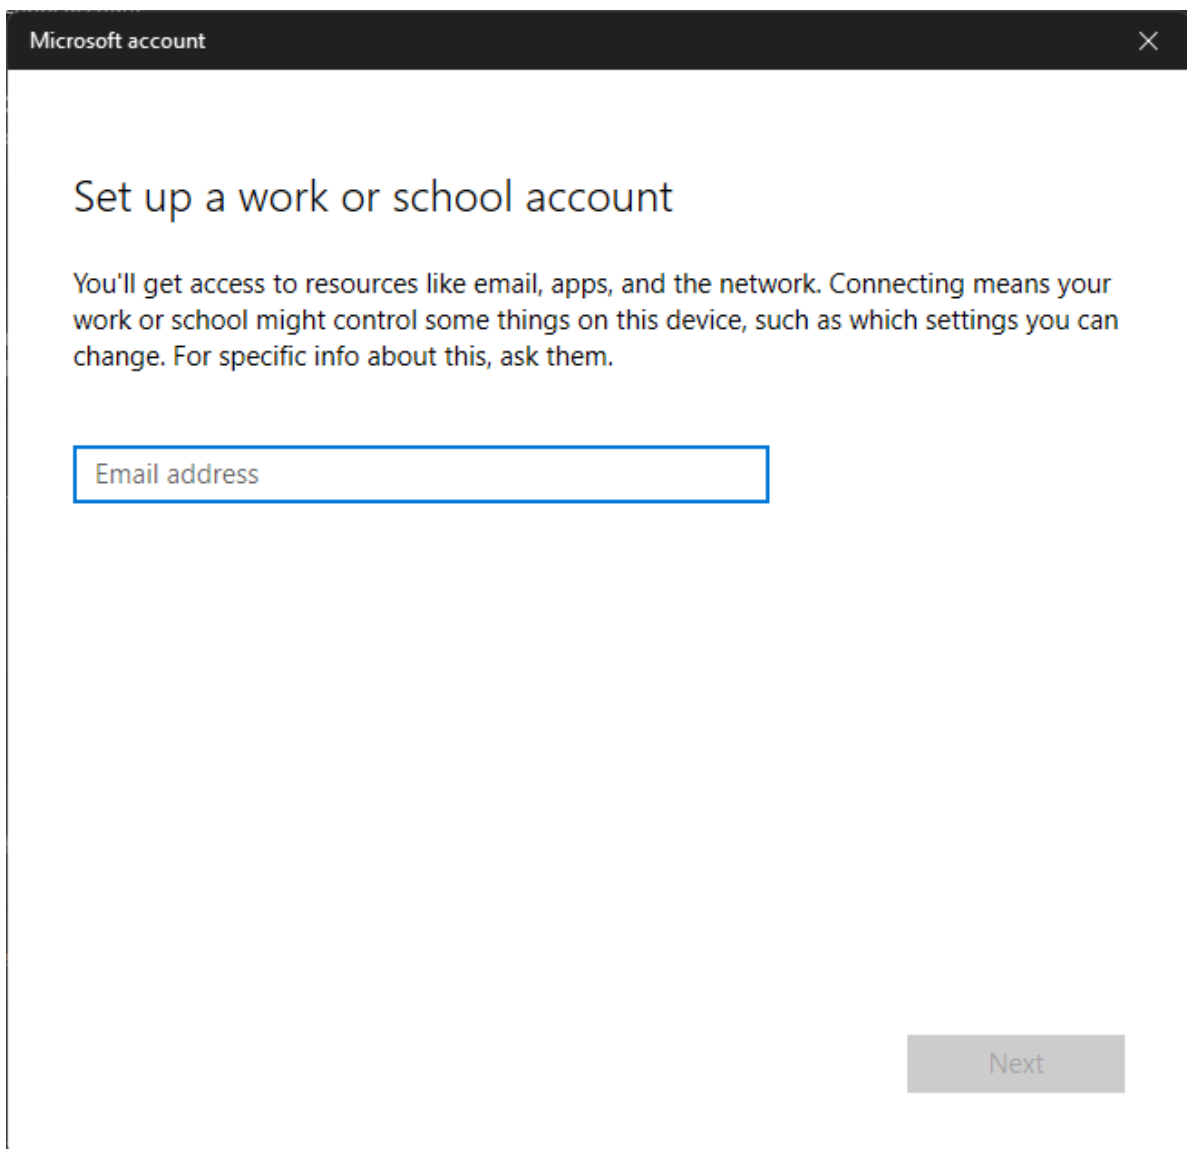 Microsoft account
Set up a work or school account
You'll get access to resources like email, apps, and the network. Connecting means your
work or school might control some things on this device, such as which settings you can
change. For specific info about this, ask them.
Email address
Next